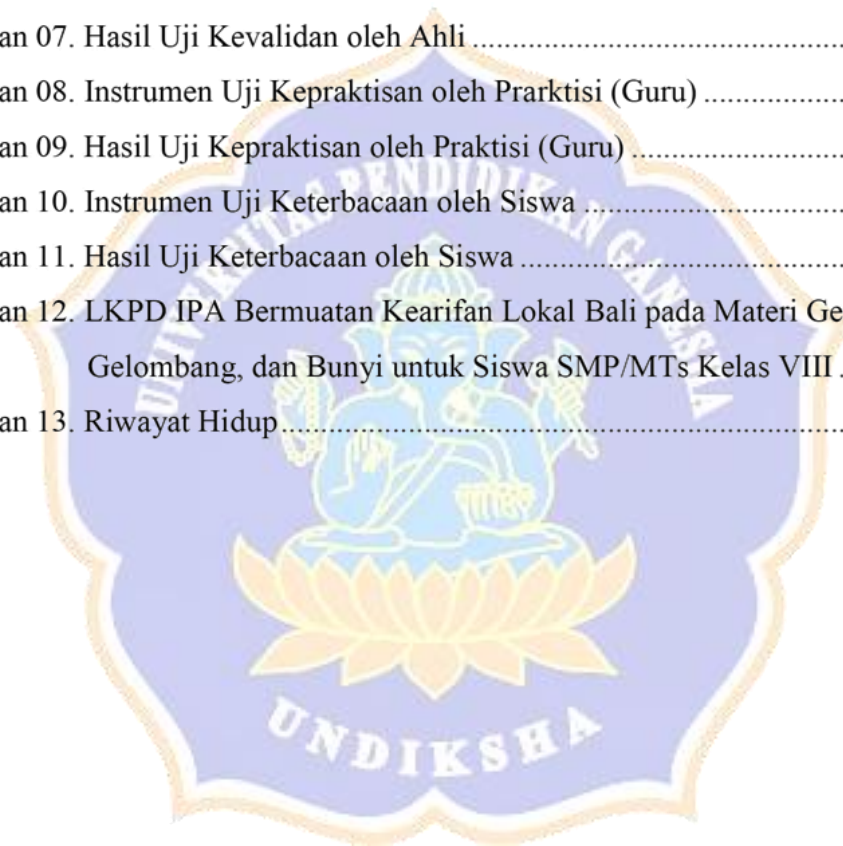 an 07. Hasil Uji Kevalidan oleh Ahli
an 08. Instrumen Uji Kepraktisan oleh Prarktisi (Guru)
an 09. Hasil Uji Kepraktisan oleh Praktisi (Guru)
an 10. Instrumen Uji Keterbacaan oleh Siswa
an 11. Hasil Uji Keterbacaan oleh Siswa
an 12. LKPD IPA Bermuatan Kearifan Lokal Bali pada Materi Ge
Gelombang, dan Bunyi untuk Siswa SMP/MTs Kelas VIII
an 13. Riwayat Hidup
UNIVERSITAS PENDIDIKAN GANESHA
UNDIKSHA